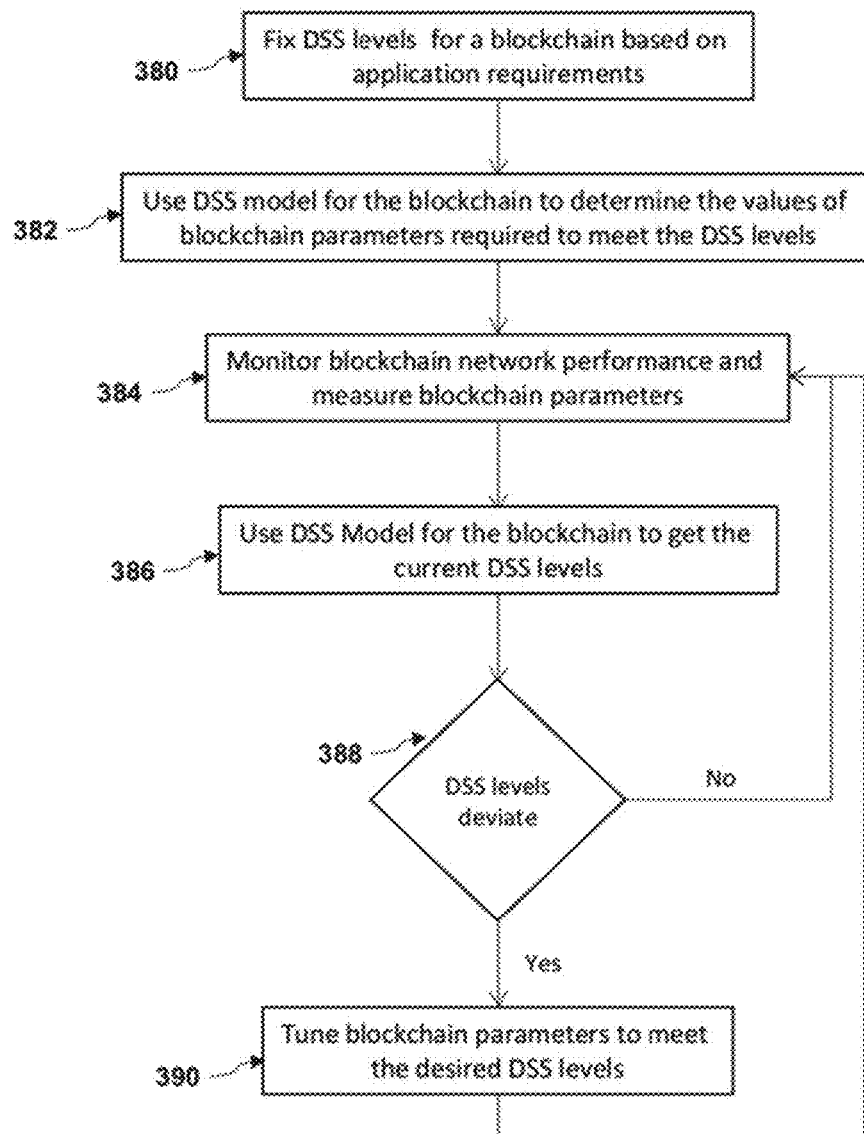 380
Fix DSS levels for a blockchain based on
application requirements
382
Use DSS model for the blockchain to determine the values of
blockchain parameters required to meet the DSS levels
384
Monitor blockchain network performance and
measure blockchain parameters
386
Use DSS Model for the blockchain to get the
current DSS levels
388
DSS levels
deviate
No
Yes
390
Tune blockchain parameters to meet
the desired DSS levels